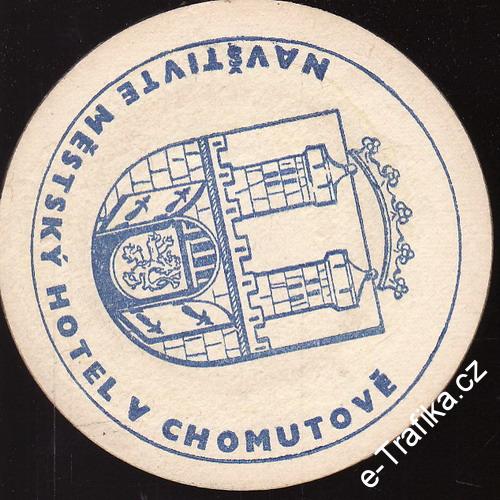 NAVŠTIVTE MĚSTSKÝ HOTEL V CHOMUTOVĚ
e-Trafika.cz